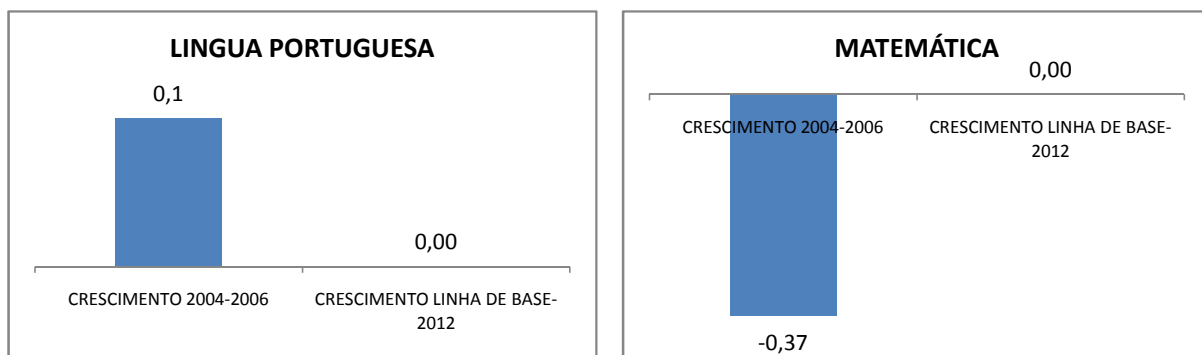 LINGUA PORTUGUESA
0,1
0,00
CRESCIMENTO 2004-2006
CRESCIMENTO LINHA DE BASE-
2012
MATEMÁTICA
0,00
CRESCIMENTO 2004-2006
CRESCIMENTO LINHA DE BASE-
2012
-0,37